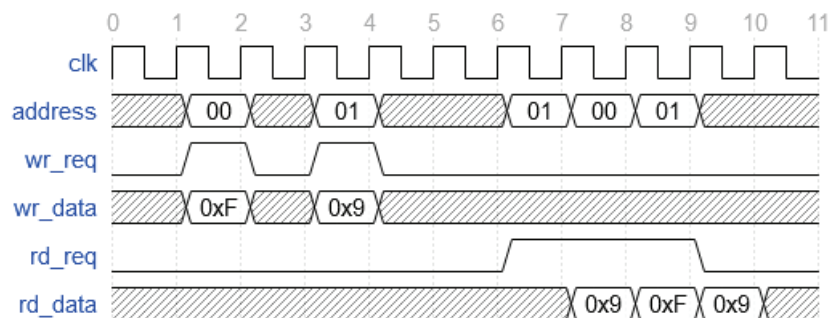 0 1 2 3 4 5 6 7 8 9 10 11
clk
address 00 01 01 00 01
wr_req
wr_data 0xF 0x9
rd_req
rd_data 0x9 0xF 0x9